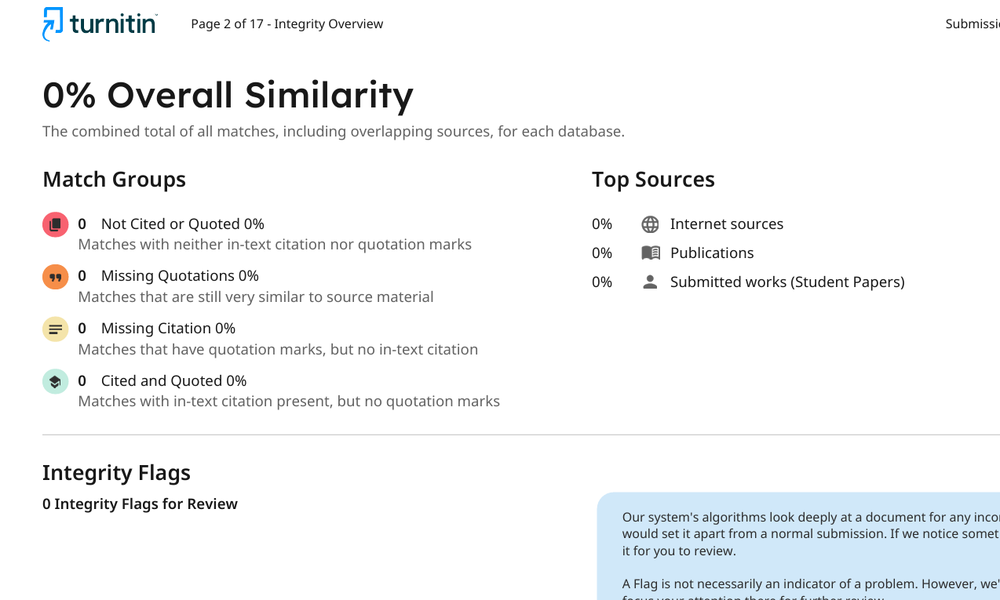 turnitin Page 2 of 17 - Integrity Overview Submissi
0% Overall Similarity
The combined total of all matches, including overlapping sources, for each database.
Match Groups
0 Not Cited or Quoted 0%
Matches with neither in-text citation nor quotation marks
0 Missing Quotations 0%
Matches that are still very similar to source material
0 Missing Citation 0%
Matches that have quotation marks, but no in-text citation
0 Cited and Quoted 0%
Matches with in-text citation present, but no quotation marks
Top Sources
0% Internet sources
0% Publications
0% Submitted works (Student Papers)
Integrity Flags
0 Integrity Flags for Review
Our system's algorithms look deeply at a document for any inco
would set it apart from a normal submission. If we notice somet
it for you to review.
A Flag is not necessarily an indicator of a problem. However, we'
focus your attention there for further review.